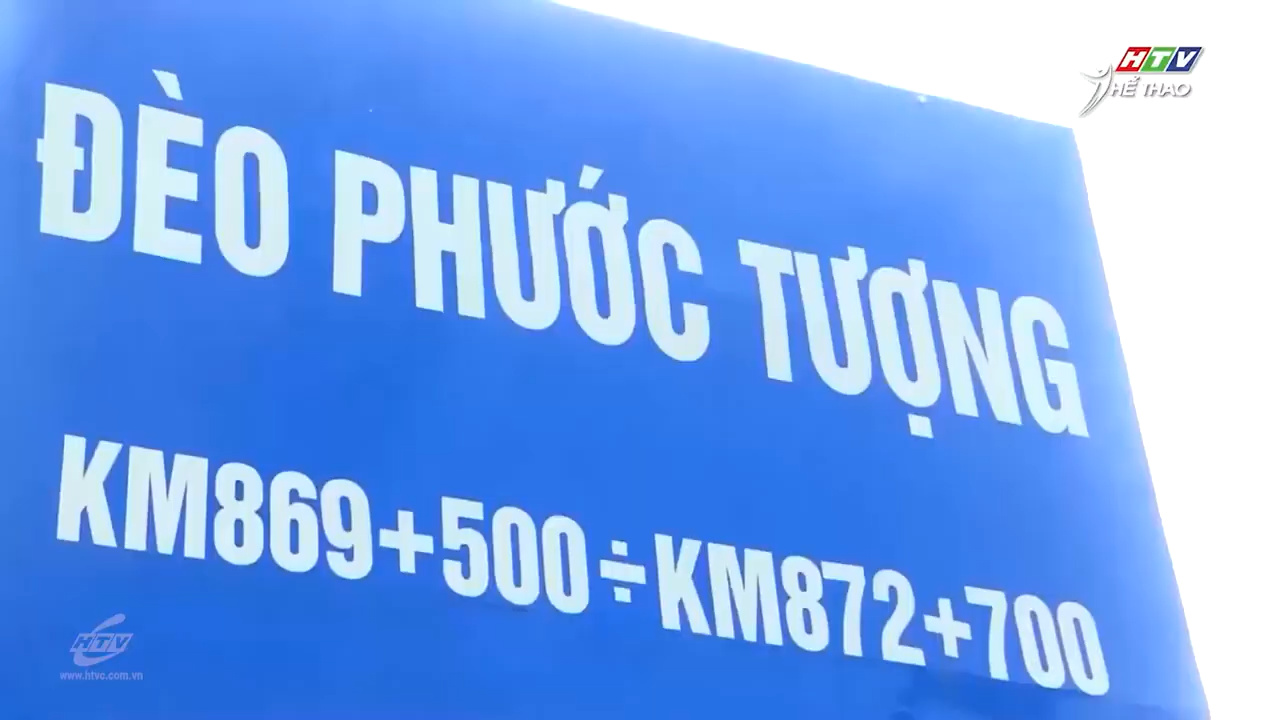 HTV
THỂ THAO
ĐÈO PHƯỚC TƯỢNG
KM869+500÷KM872+700
HTV
www.htvc.com.vn